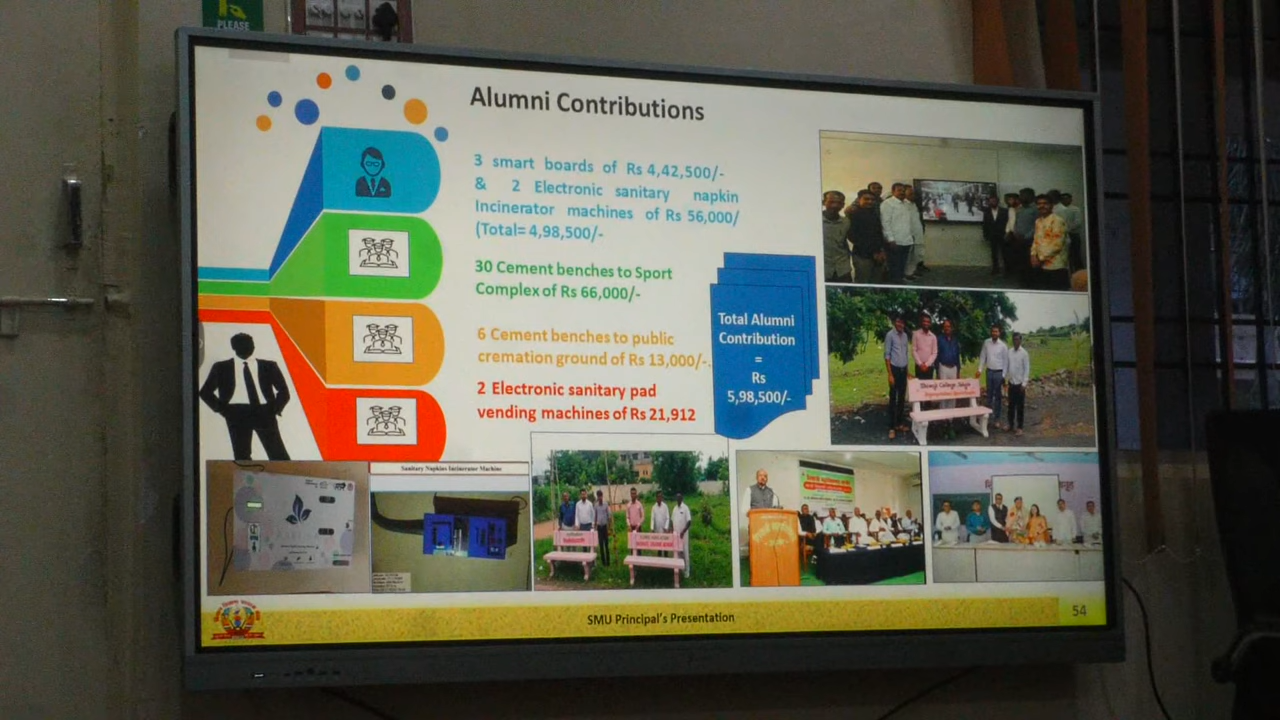 PLEASE
Alumni Contributions
3 smart boards of Rs 4,42,500/-
& 2 Electronic sanitary napkin
Incinerator machines of Rs 56,000/
(Total= 4,98,500/-
30 Cement benches to Sport
Complex of Rs 66,000/-
6 Cement benches to public
cremation ground of Rs 13,000/-.
2 Electronic sanitary pad
vending machines of Rs 21,912
Total Alumni
Contribution
=
Rs
5,98,500/-
Sanitary Napkins Incinerator Machine
SMU Principal's Presentation
54